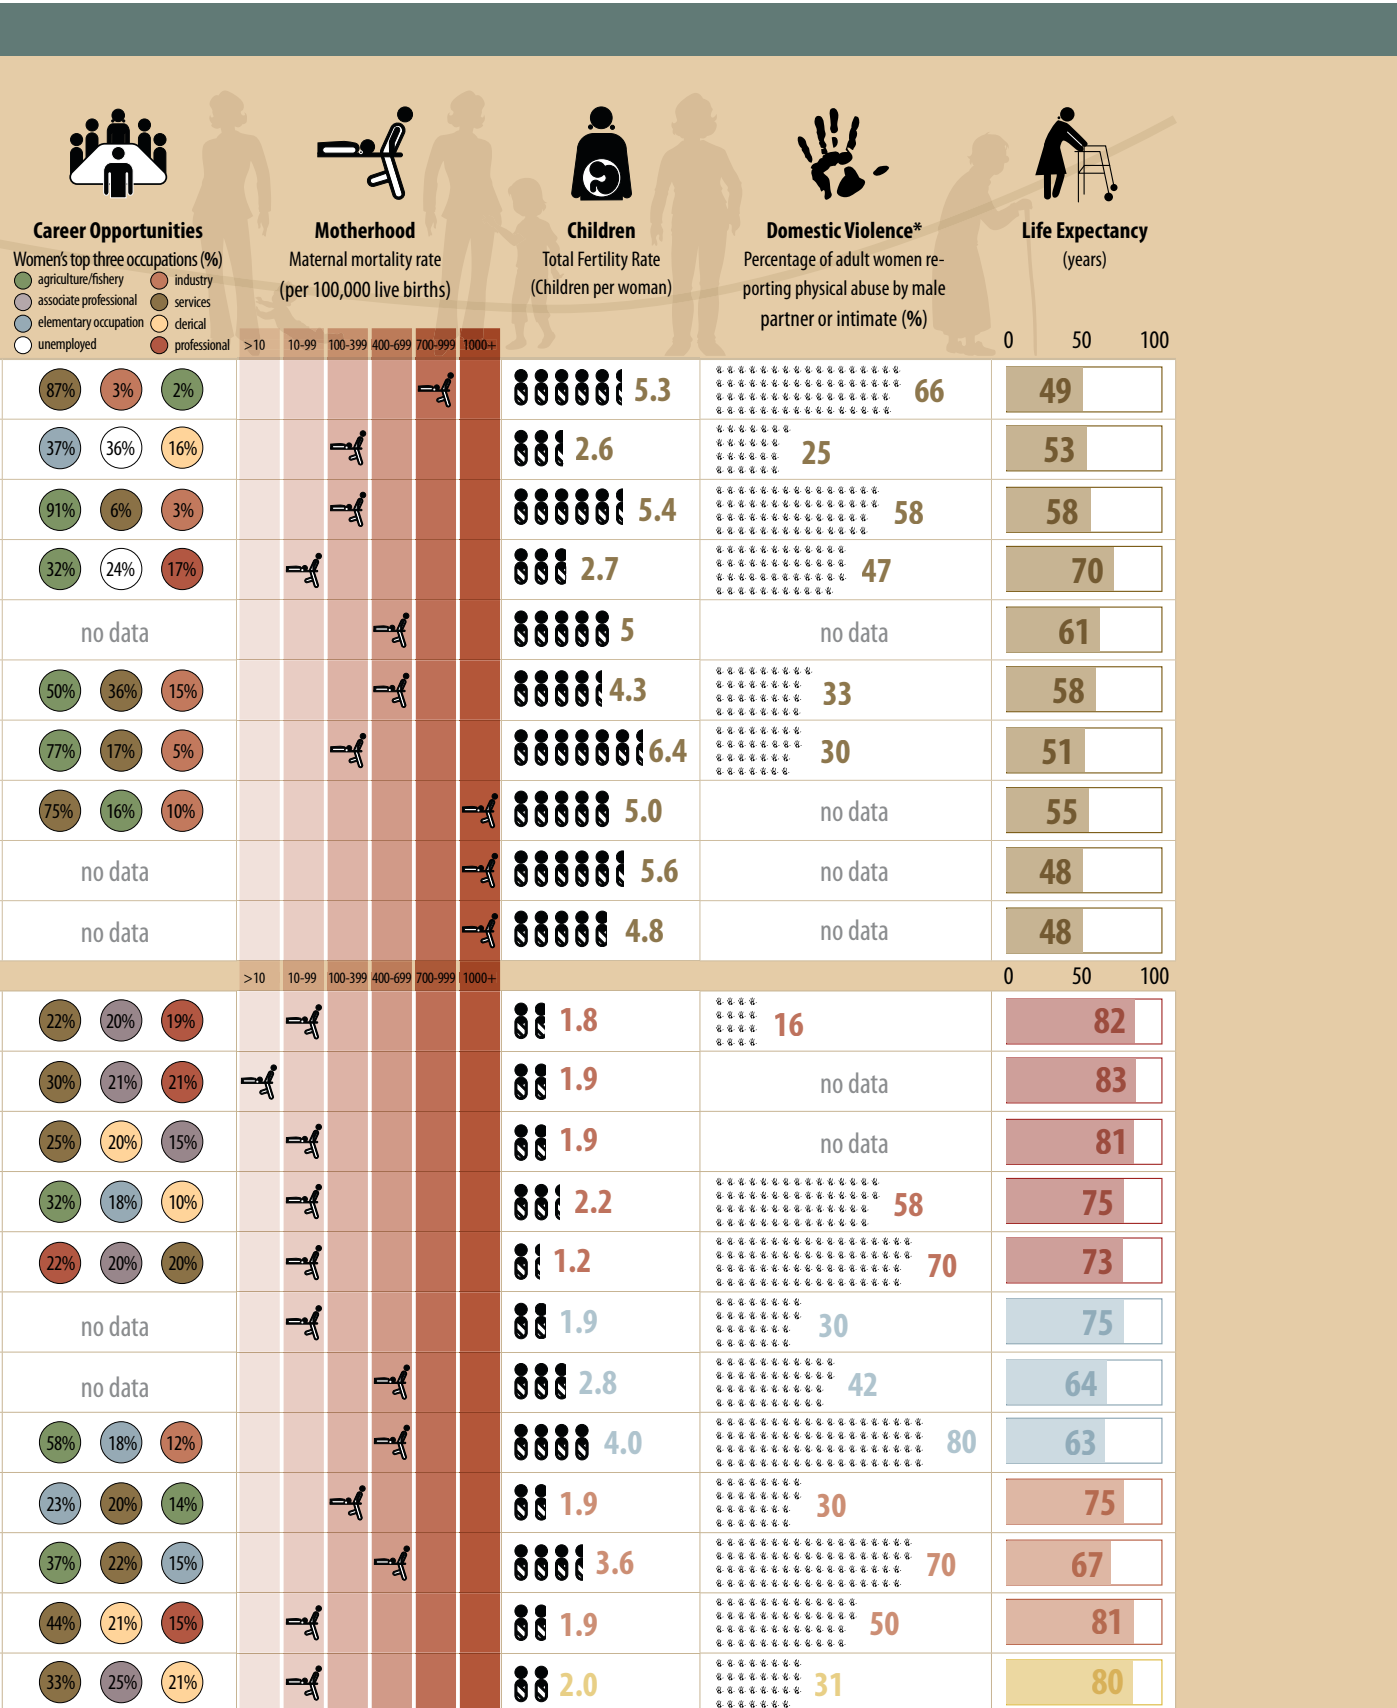 Career Opportunities
Women's top three occupations (%)
agriculture/fishery
industry
associate professional
services
elementary occupation
clerical
unemployed
professional
Motherhood
Maternal mortality rate
(per 100,000 live births)
Children
Total Fertility Rate
(Children per woman)
Domestic Violence*
Percentage of adult women re-
porting physical abuse by male
partner or intimate (%)
Life Expectancy
(years)
>10 10-99 100-399 400-699 700-999 1000+
0 50 100
87% 3% 2% 5.3 66 49
37% 36% 16% 2.6 25 53
91% 6% 3% 5.4 58 58
32% 24% 17% 2.7 47 70
no data 5 no data 61
50% 36% 15% 4.3 33 58
77% 17% 5% 6.4 30 51
75% 16% 10% 5.0 no data 55
no data 5.6 no data 48
no data 4.8 no data 48
>10 10-99 100-399 400-699 700-999 1000+ 0 50 100
22% 20% 19% 1.8 16 82
30% 21% 21% 1.9 no data 83
25% 20% 15% 1.9 no data 81
32% 18% 10% 2.2 58 75
22% 20% 20% 1.2 70 73
no data 1.9 30 75
no data 2.8 42 64
58% 18% 12% 4.0 80 63
23% 20% 14% 1.9 30 75
37% 22% 15% 3.6 70 67
44% 21% 15% 1.9 50 81
33% 25% 21% 2.0 31 80